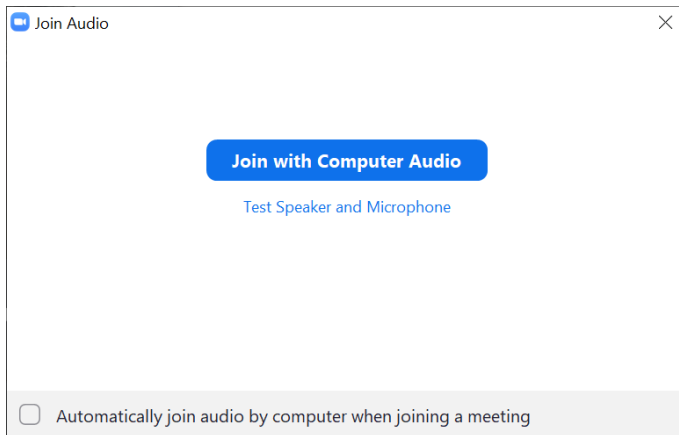 Join Audio
Join with Computer Audio
Test Speaker and Microphone
Automatically join audio by computer when joining a meeting